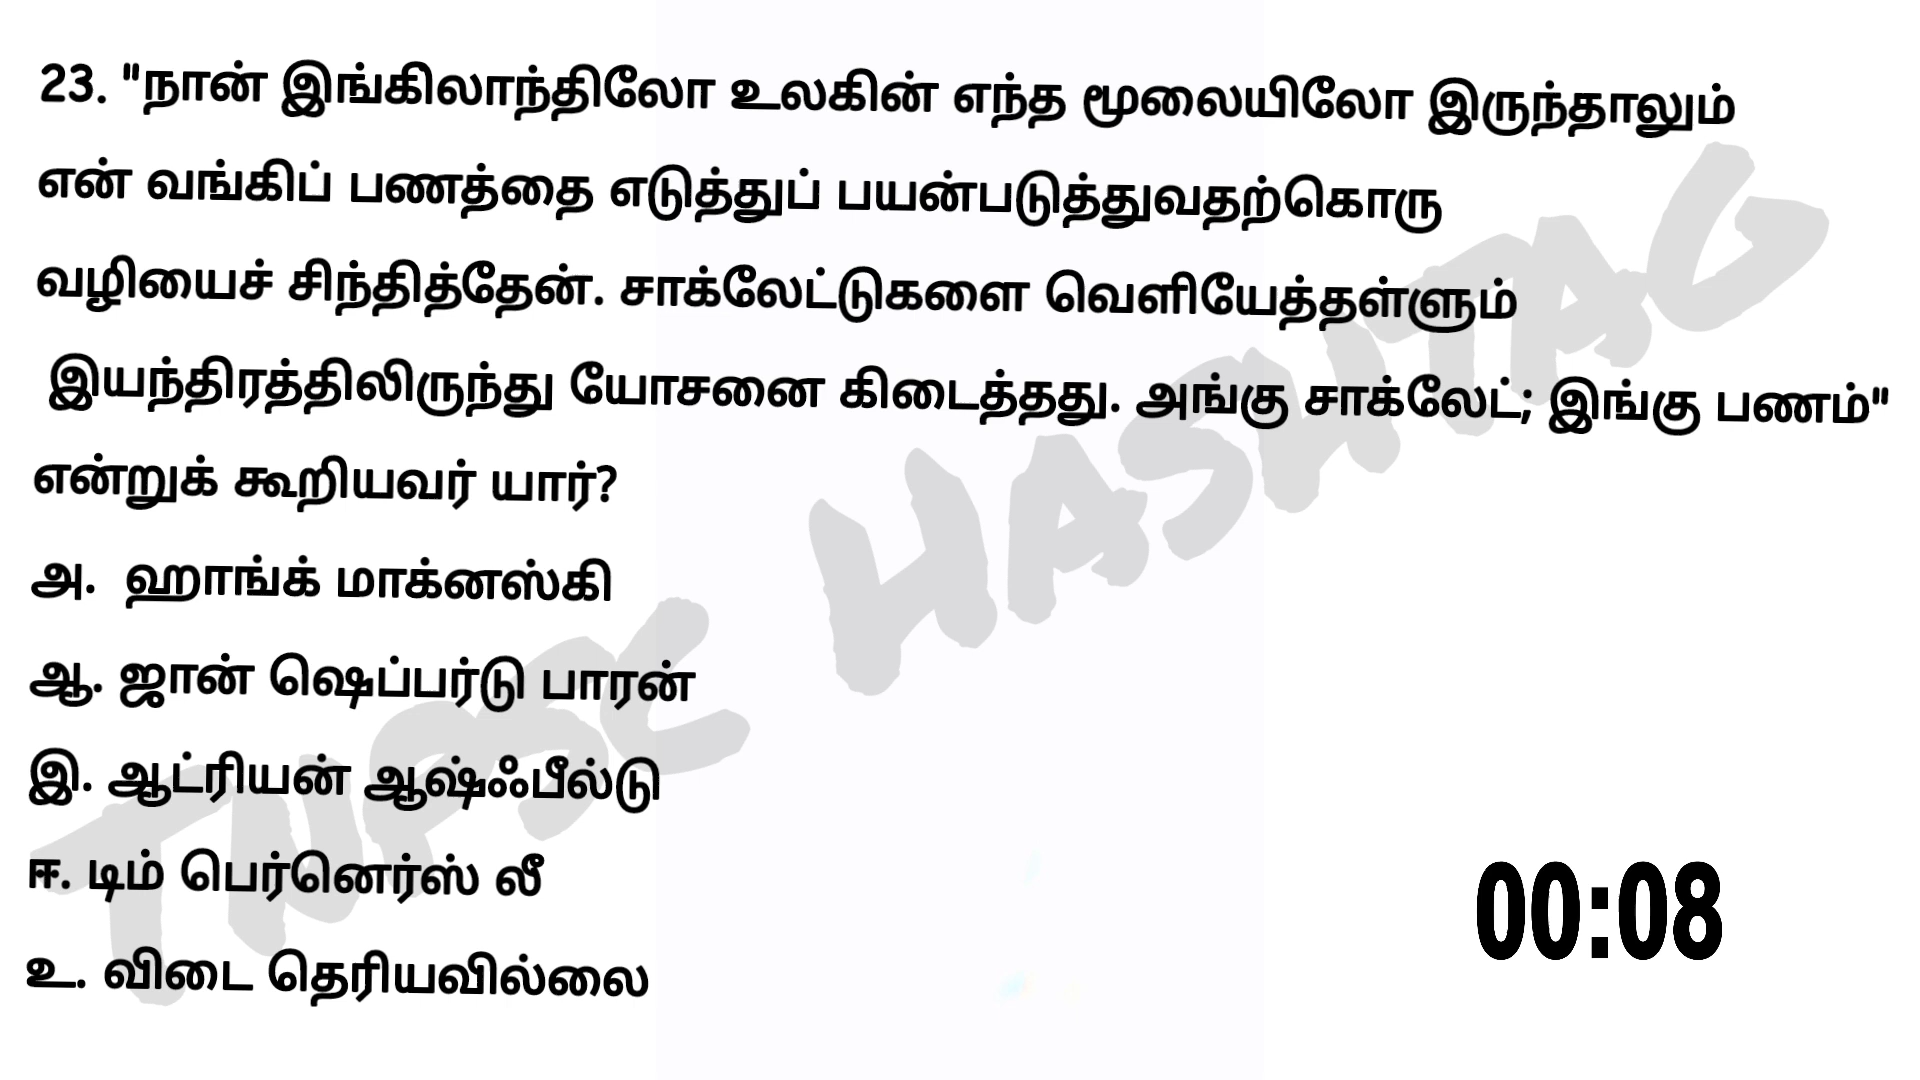 23. "நான் இங்கிலாந்திலோ உலகின் எந்த மூலையிலோ இருந்தாலும்
என் வங்கிப் பணத்தை எடுத்துப் பயன்படுத்துவதற்கொரு
வழியைச் சிந்தித்தேன். சாக்லேட்டுகளை வெளியேத்தள்ளும்
இயந்திரத்திலிருந்து யோசனை கிடைத்தது. அங்கு சாக்லேட்; இங்கு பணம்"
என்றுக் கூறியவர் யார்?
அ. ஹாங்க் மாக்னஸ்கி
ஆ. ஜான் ஷெப்பர்டு பாரன்
இ. ஆட்ரியன் ஆஷ்ஃபீல்டு
ஈ. டிம் பெர்னெர்ஸ் லீ
உ. விடை தெரியவில்லை
00:08
TNPSC HASHTAG